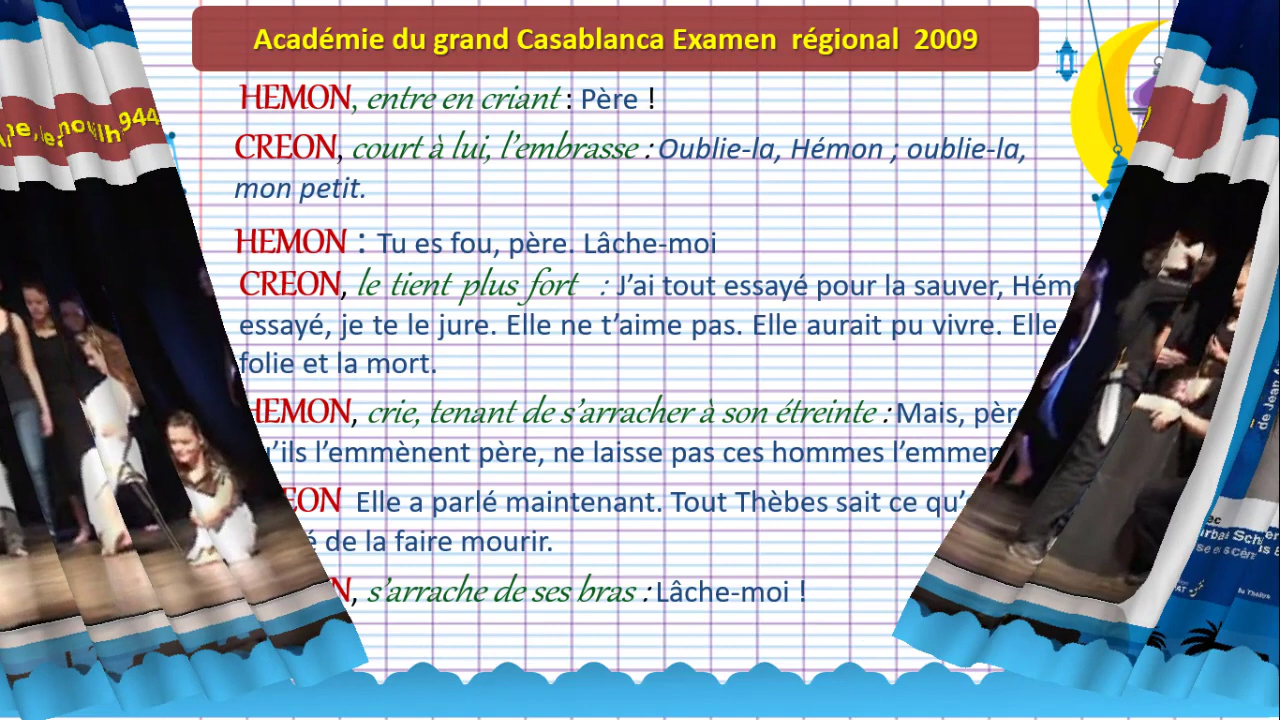 Académie du grand Casablanca Examen régional 2009
HEMON, entre en criant : Père !
CREON, court à lui, l'embrasse : Oublie-la, Hémon ; oublie-la,
mon petit.
HEMON : Tu es fou, père. Lâche-moi
CREON, le tient plus fort : J'ai tout essayé pour la sauver,
essayé, je te le jure. Elle ne t'aime pas. Elle aurait pu vivre. Elle
folie et la mort.
HEMON, crie, tenant de s'arracher à son étreinte : Mais,
l'emmènent père, ne laisse pas ces hommes
Elle a parlé maintenant. Tout Thèbes sait ce
de la faire mourir.
s'arrache de ses bras : Lâche-moi !